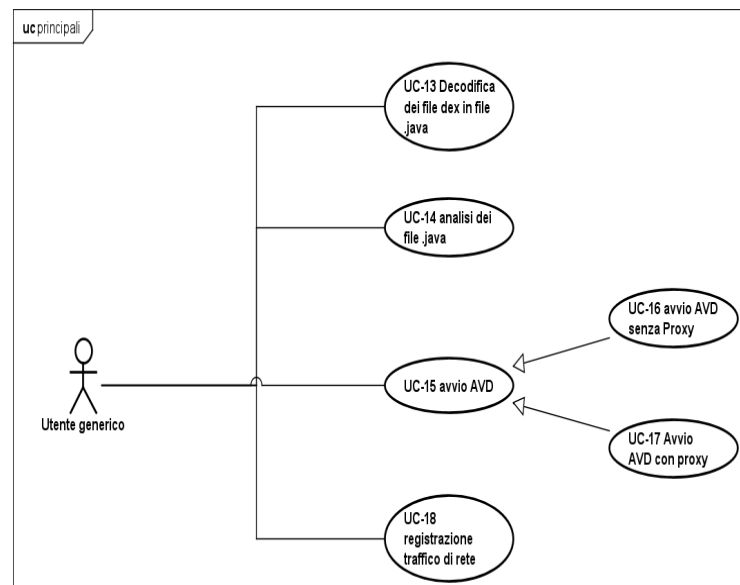 uc principali
UC-13 Decodifica
dei file dex in file
.java
UC-14 analisi dei
file .java
UC-16 avvio AVD
senza Proxy
UC-15 avvio AVD
Utente generico
UC-17 Avvio
AVD con proxy
UC-18
registrazione
traffico di rete